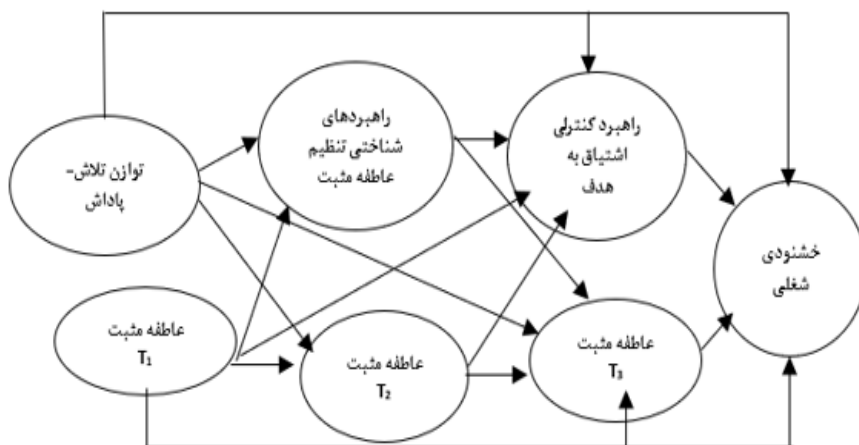 راهبردهای
شناختی تنظیم
عاطفه مثبت
راهبرد کنترلی
اشتیاق به
هدف
توازن تلاش-
پاداش
خشنودی
شغلی
عاطفه مثبت
T₁
عاطفه مثبت
T₂
عاطفه مثبت
T₃